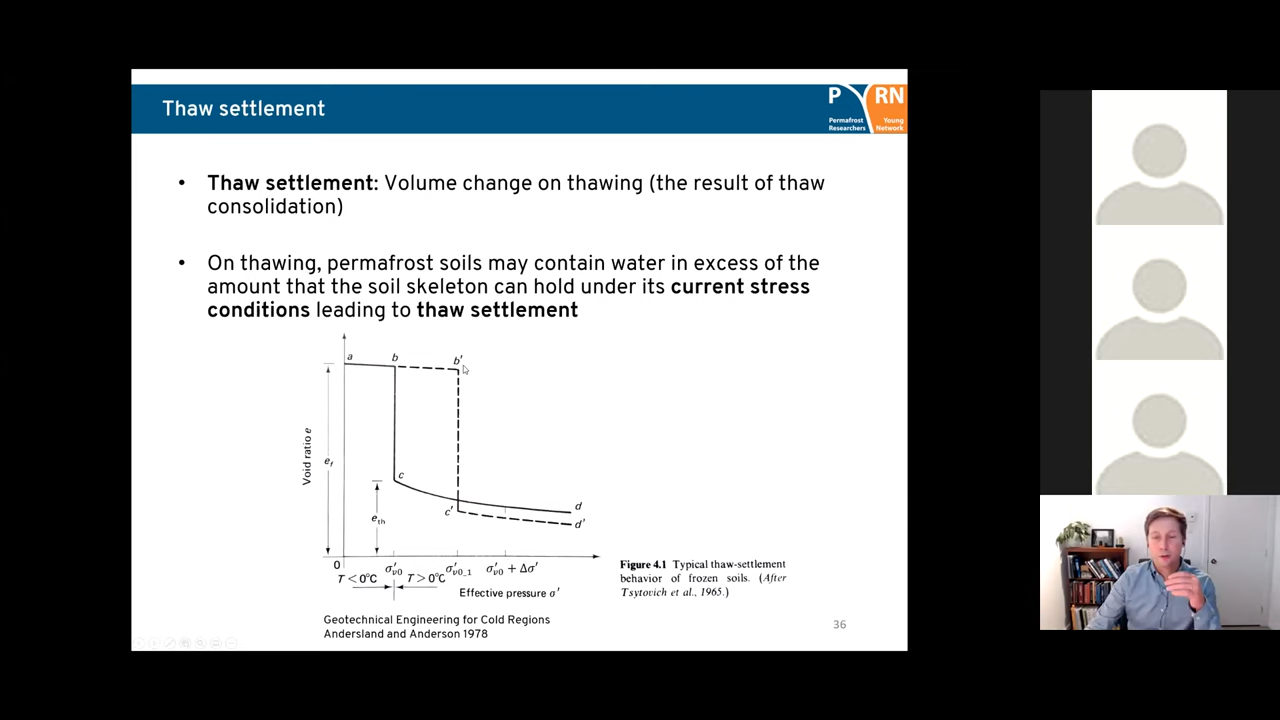 Thaw settlement
P RN
Permafrost Young
Researchers Network
• Thaw settlement: Volume change on thawing (the result of thaw
consolidation)
• On thawing, permafrost soils may contain water in excess of the
amount that the soil skeleton can hold under its current stress
conditions leading to thaw settlement
a b b'
Void ratio e
e_f
c
e_th
c' d
d'
0 σ'_v0 σ'_v0_1 σ'_v0 + Δσ'
T < 0°C T > 0°C
Effective pressure σ'
Figure 4.1 Typical thaw-settlement
behavior of frozen soils. (After
Tsytovich et al., 1965.)
Geotechnical Engineering for Cold Regions
Andersland and Anderson 1978
36